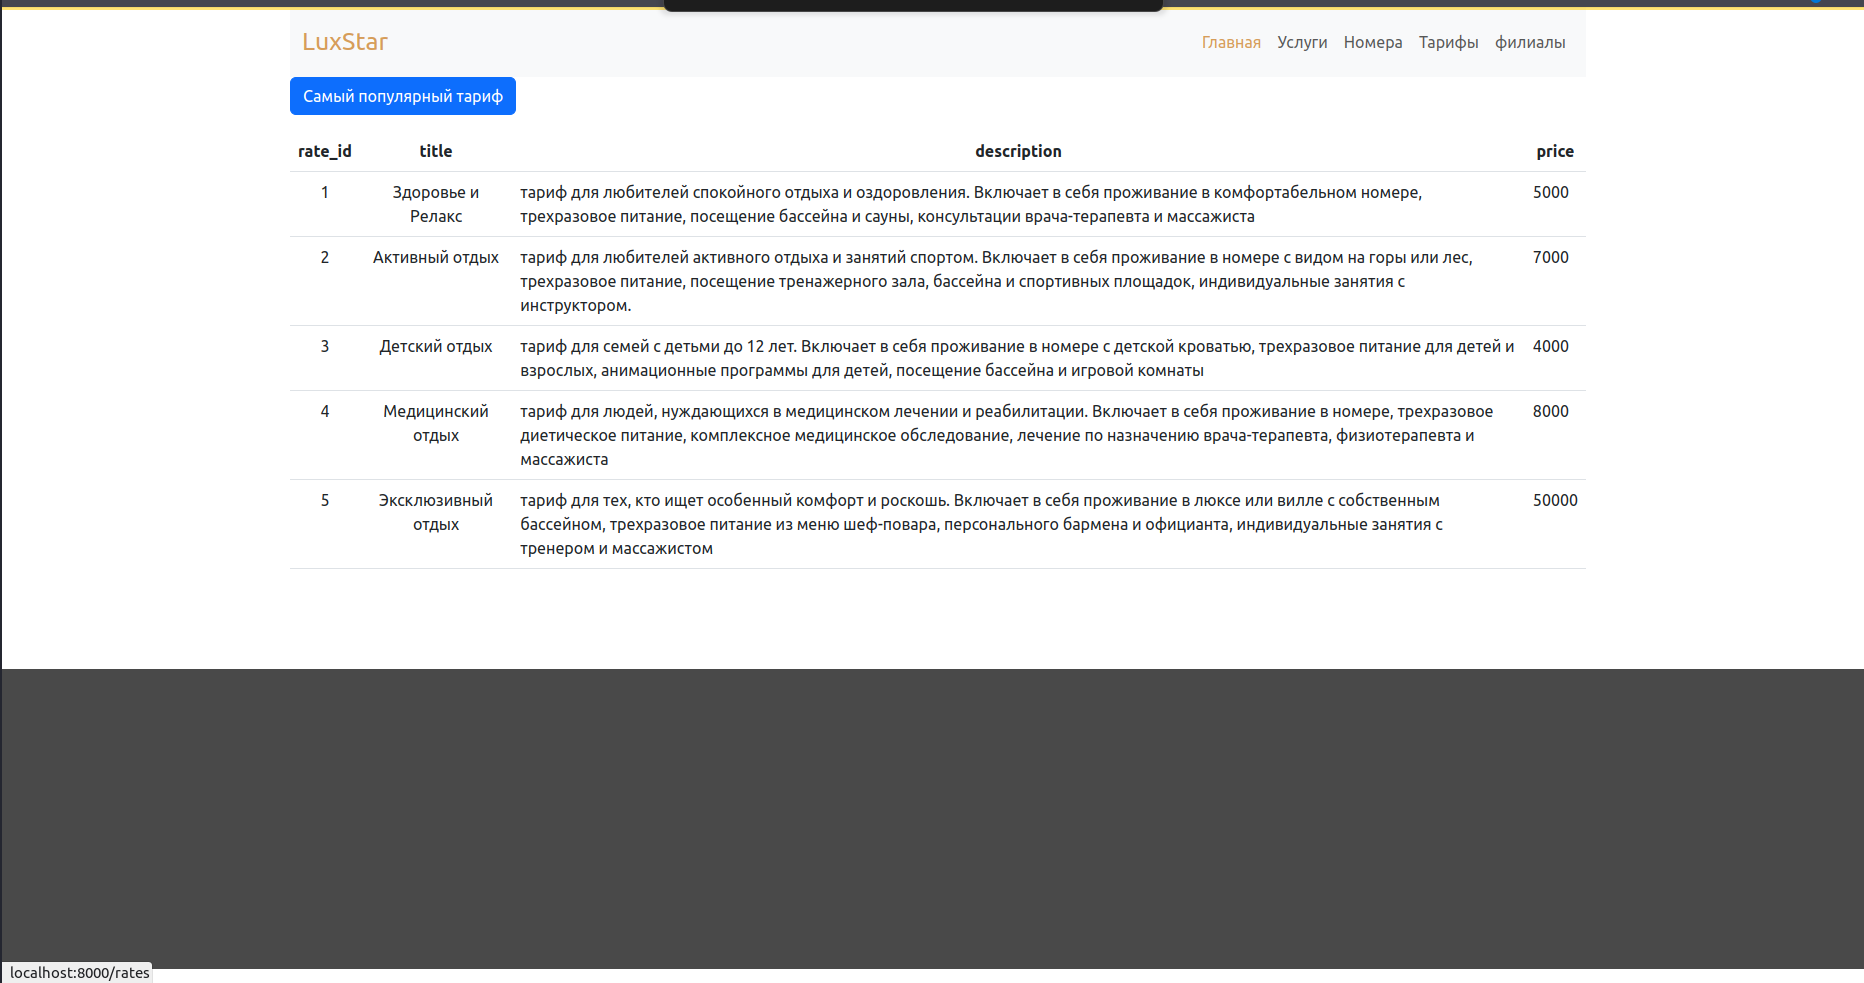 LuxStar
Главная Услуги Номера Тарифы филиалы
Самый популярный тариф
rate_id title description price
1 Здоровье и Релакс тариф для любителей спокойного отдыха и оздоровления. Включает в себя проживание в комфортабельном номере, 5000
трехразовое питание, посещение бассейна и сауны, консультации врача-терапевта и массажиста
2 Активный отдых тариф для любителей активного отдыха и занятий спортом. Включает в себя проживание в номере с видом на горы или лес, 7000
трехразовое питание, посещение тренажерного зала, бассейна и спортивных площадок, индивидуальные занятия с
инструктором.
3 Детский отдых тариф для семей с детьми до 12 лет. Включает в себя проживание в номере с детской кроватью, трехразовое питание для детей и 4000
взрослых, анимационные программы для детей, посещение бассейна и игровой комнаты
4 Медицинский отдых тариф для людей, нуждающихся в медицинском лечении и реабилитации. Включает в себя проживание в номере, трехразовое 8000
диетическое питание, комплексное медицинское обследование, лечение по назначению врача-терапевта, физиотерапевта и
массажиста
5 Эксклюзивный отдых тариф для тех, кто ищет особенный комфорт и роскошь. Включает в себя проживание в люксе или вилле с собственным 50000
бассейном, трехразовое питание из меню шеф-повара, персонального бармена и официанта, индивидуальные занятия с
тренером и массажистом
localhost:8000/rates